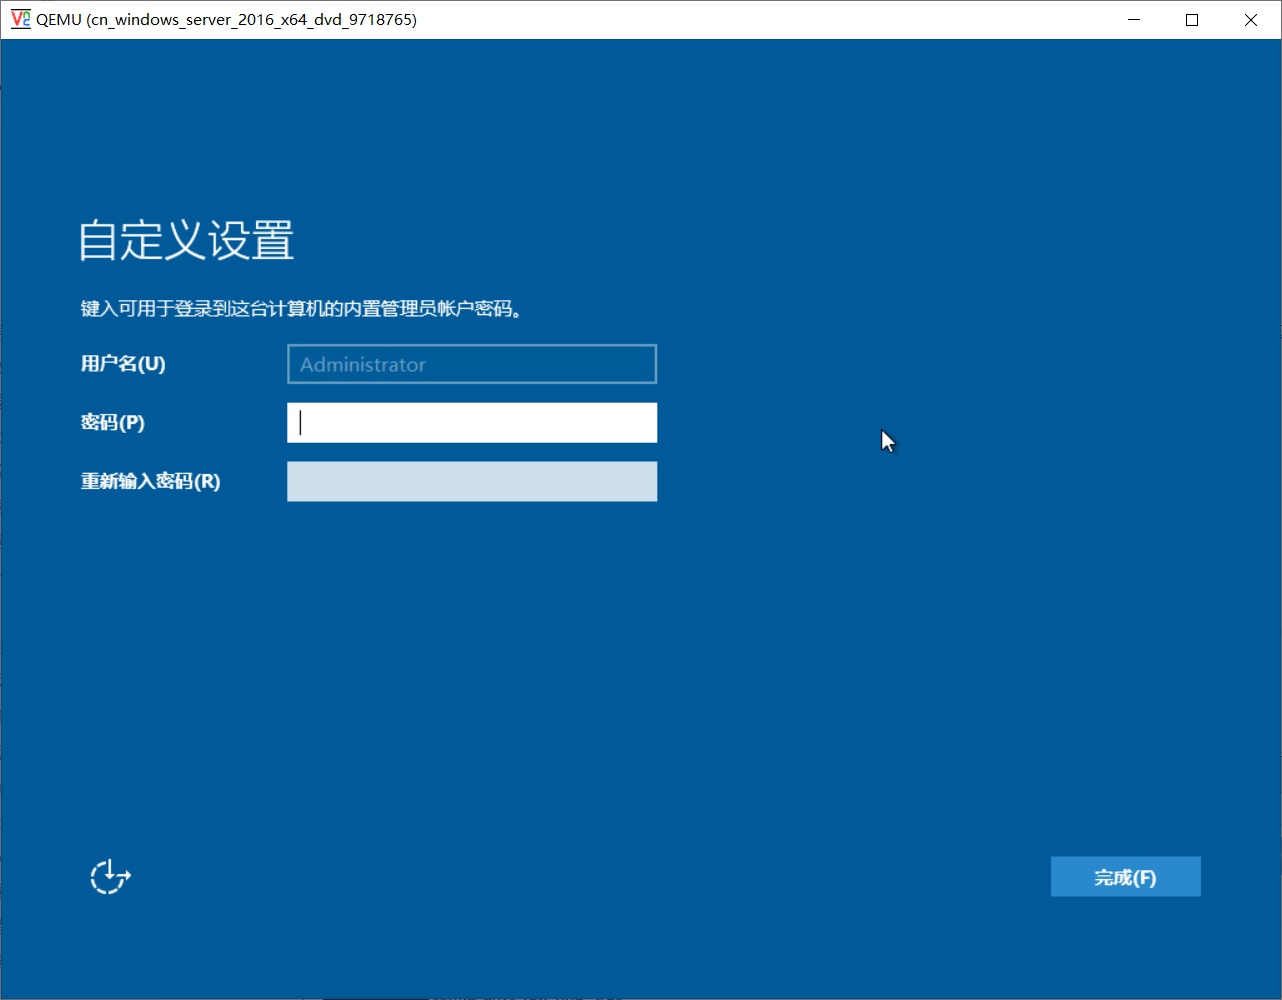 QEMU (cn_windows_server_2016_x64_dvd_9718765)
自定义设置
键入可用于登录到这台计算机的内置管理员帐户密码。
用户名(U)
Administrator
密码(P)
重新输入密码(R)
完成(F)